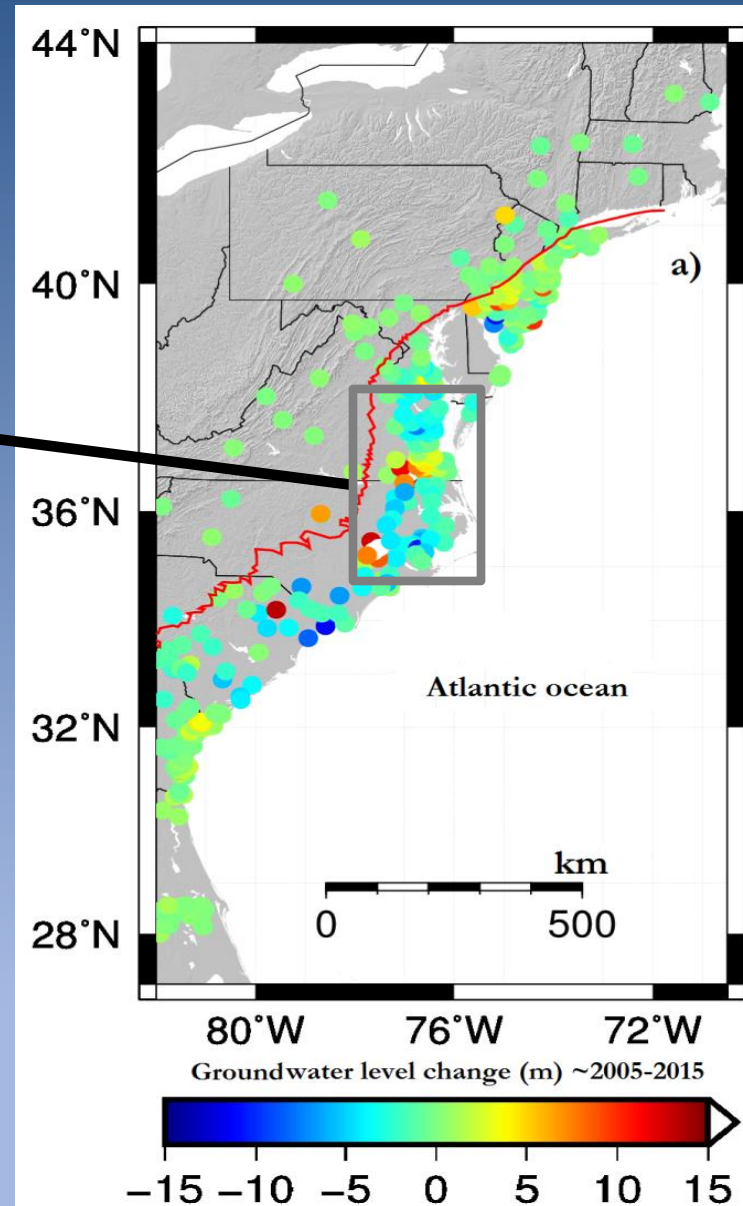 44°N
a)
40°N
36°N
Atlantic ocean
32°N
km
0 500
28°N
80°W 76°W 72°W
Groundwater level change (m) ~2005-2015
−15 −10 −5 0 5 10 15